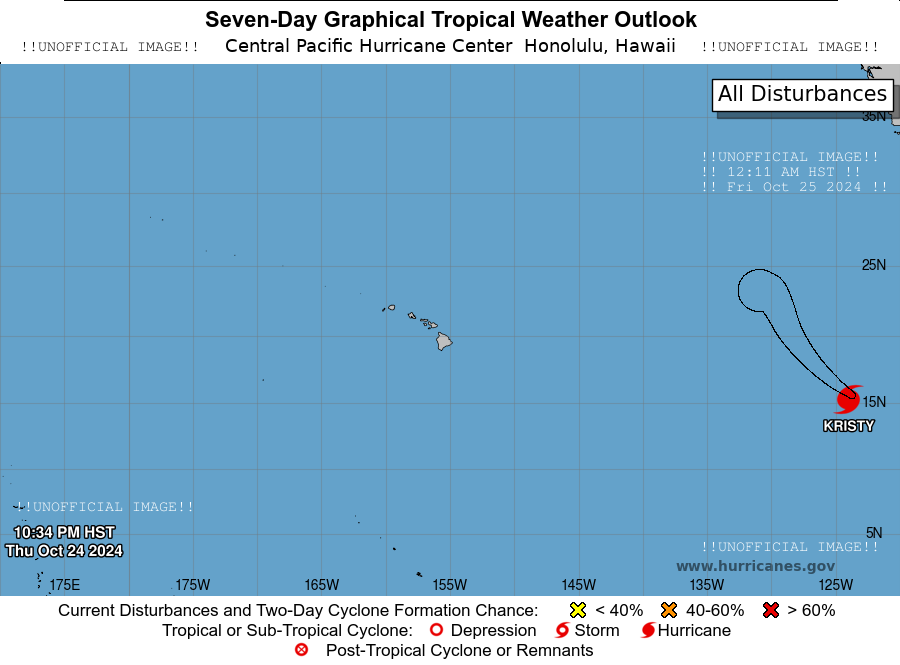 Seven-Day Graphical Tropical Weather Outlook
!!UNOFFICIAL IMAGE!! Central Pacific Hurricane Center Honolulu, Hawaii !!UNOFFICIAL IMAGE!!
All Disturbances
35N
!!UNOFFICIAL IMAGE!!
!! 12:11 AM HST !!
!! Fri Oct 25 2024 !!
25N
15N
KRISTY
!!UNOFFICIAL IMAGE!!
10:34 PM HST
Thu Oct 24 2024
5N
!!UNOFFICIAL IMAGE!!
www.hurricanes.gov
175E 175W 165W 155W 145W 135W 125W
Current Disturbances and Two-Day Cyclone Formation Chance: < 40% 40-60% > 60%
Tropical or Sub-Tropical Cyclone: Depression Storm Hurricane
Post-Tropical Cyclone or Remnants